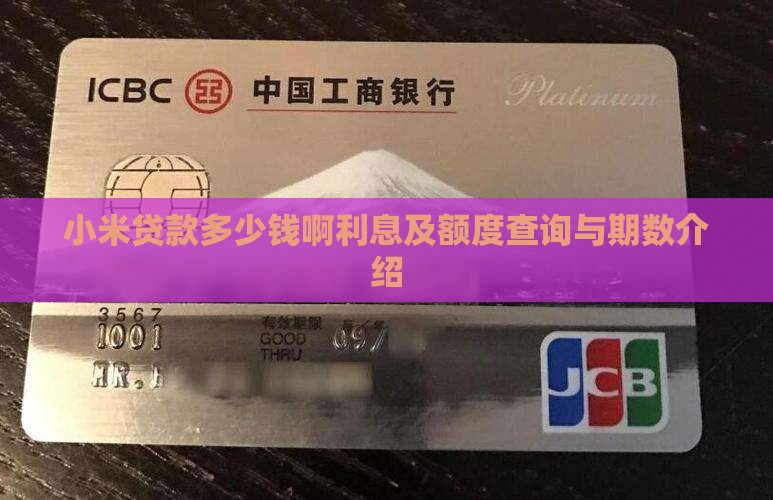 ICBC 中国工商银行 Platinum
小米贷款多少钱啊利息及额度查询与期数介
绍
3567
1001
有效期限
GOOD
THRU
097
MR.
JCB